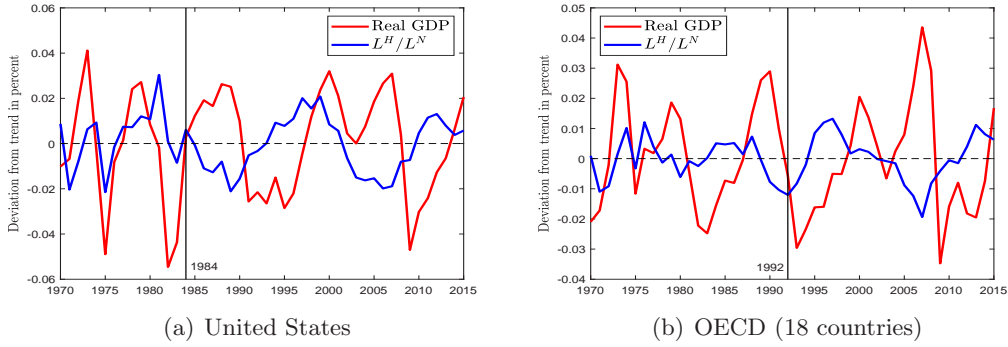 0.06
0.04
0.02
0
-0.02
-0.04
-0.06
Deviation from trend in percent
Real GDP
L^H/L^N
1984
1970 1975 1980 1985 1990 1995 2000 2005 2010 2015
(a) United States
0.05
0.04
0.03
0.02
0.01
0
-0.01
-0.02
-0.03
-0.04
Deviation from trend in percent
Real GDP
L^H/L^N
1992
1970 1975 1980 1985 1990 1995 2000 2005 2010 2015
(b) OECD (18 countries)